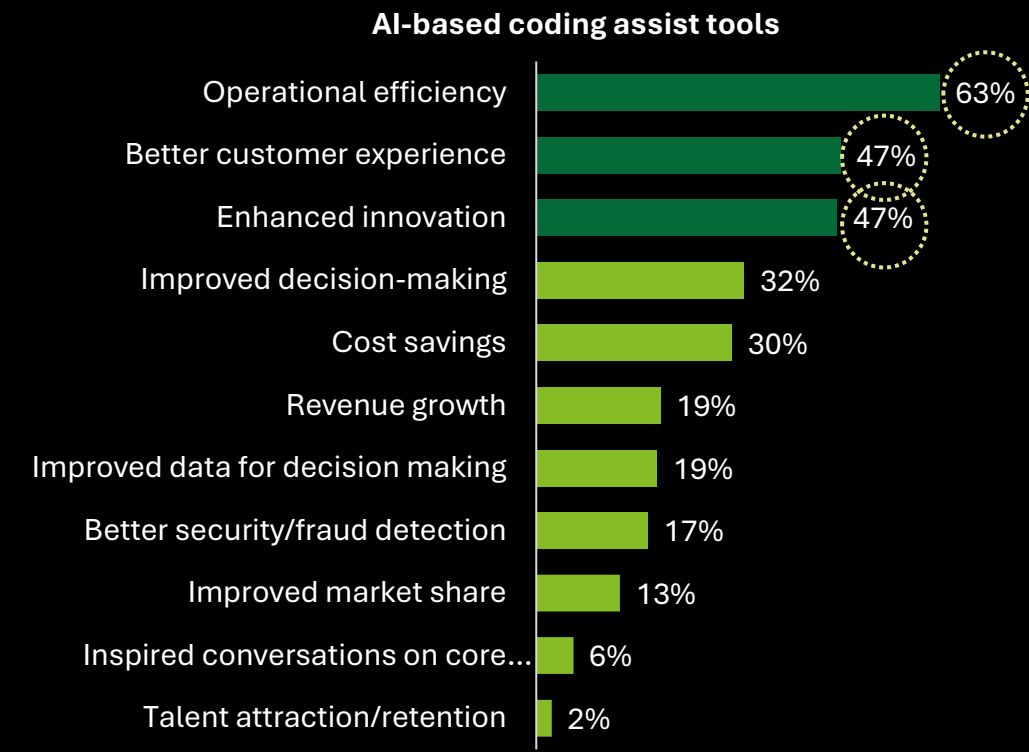 AI-based coding assist tools
Operational efficiency 63%
Better customer experience 47%
Enhanced innovation 47%
Improved decision-making 32%
Cost savings 30%
Revenue growth 19%
Improved data for decision making 19%
Better security/fraud detection 17%
Improved market share 13%
Inspired conversations on core... 6%
Talent attraction/retention 2%